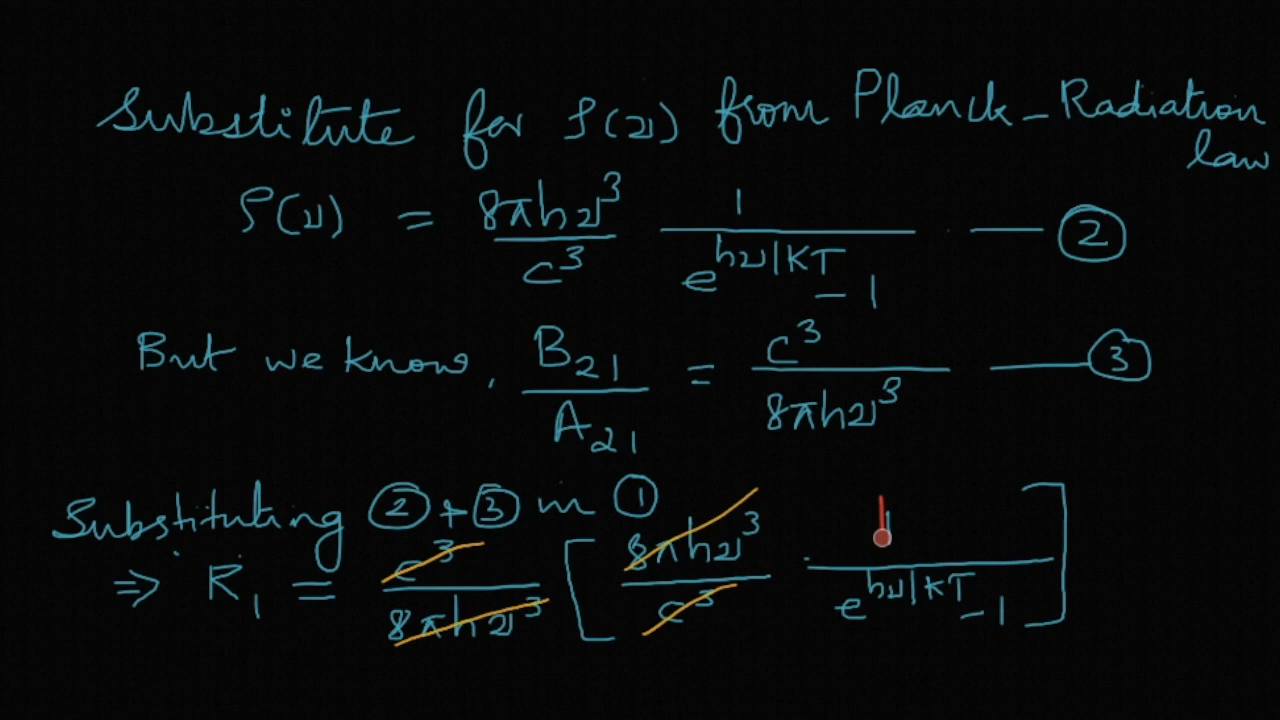 Substitute for ρ(ν) from Planck-Radiation
law
ρ(ν) = 8πhν³/c³ 1/(e^(hν/KT) - 1) —— ②
But we know, B₂₁/A₂₁ = c³/8πhν³ —— ③
Substituting ② + ③ in ①
⇒ R₁ = c³/8πhν³ [ 8πhν³/c³ 1/(e^(hν/KT) - 1) ]